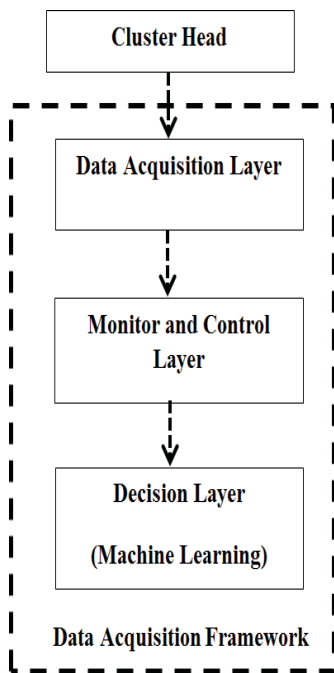 Cluster Head
Data Acquisition Layer
Monitor and Control
Layer
Decision Layer
(Machine Learning)
Data Acquisition Framework